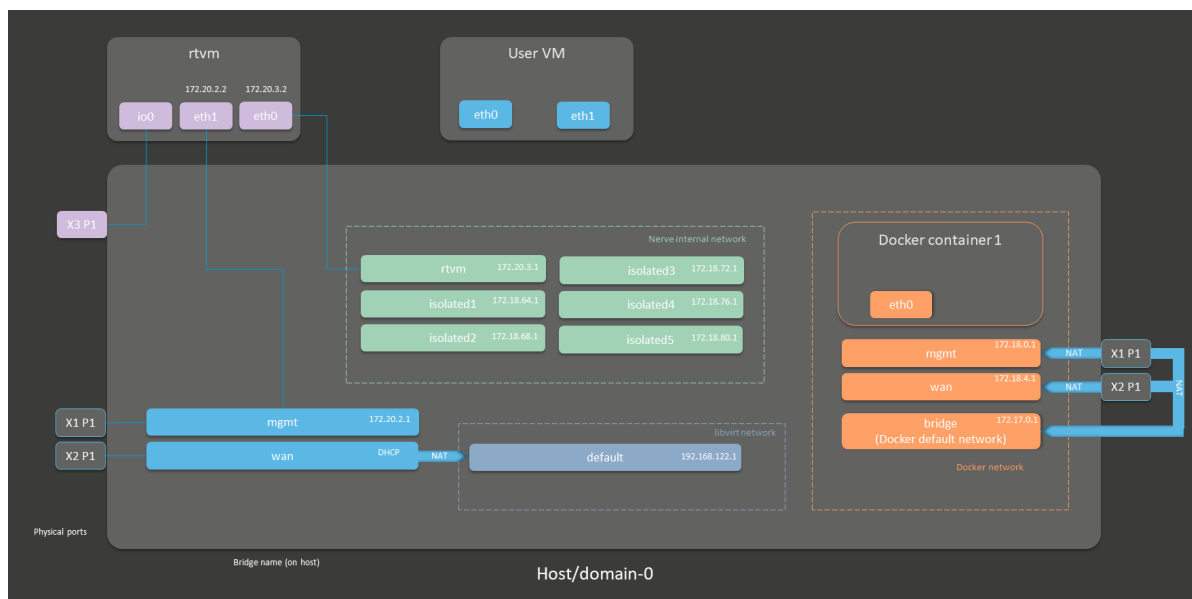 rtvm
User VM
172.20.2.2
172.20.3.2
io0
eth1
eth0
eth0
eth1
X3 P1
Nerve internal network
rtvm
172.20.3.1
isolated3
172.18.72.1
isolated1
172.18.64.1
isolated4
172.18.76.1
isolated2
172.18.68.1
isolated5
172.18.80.1
Docker container 1
eth0
mgmt
172.18.0.1
NAT
X1 P1
wan
172.18.4.1
NAT
X2 P1
NAT
bridge
(Docker default network)
172.17.0.1
Docker network
X1 P1
mgmt
172.20.2.1
X2 P1
wan
DHCP
NAT
libvirt network
default
192.168.122.1
Physical ports
Bridge name (on host)
Host/domain-0